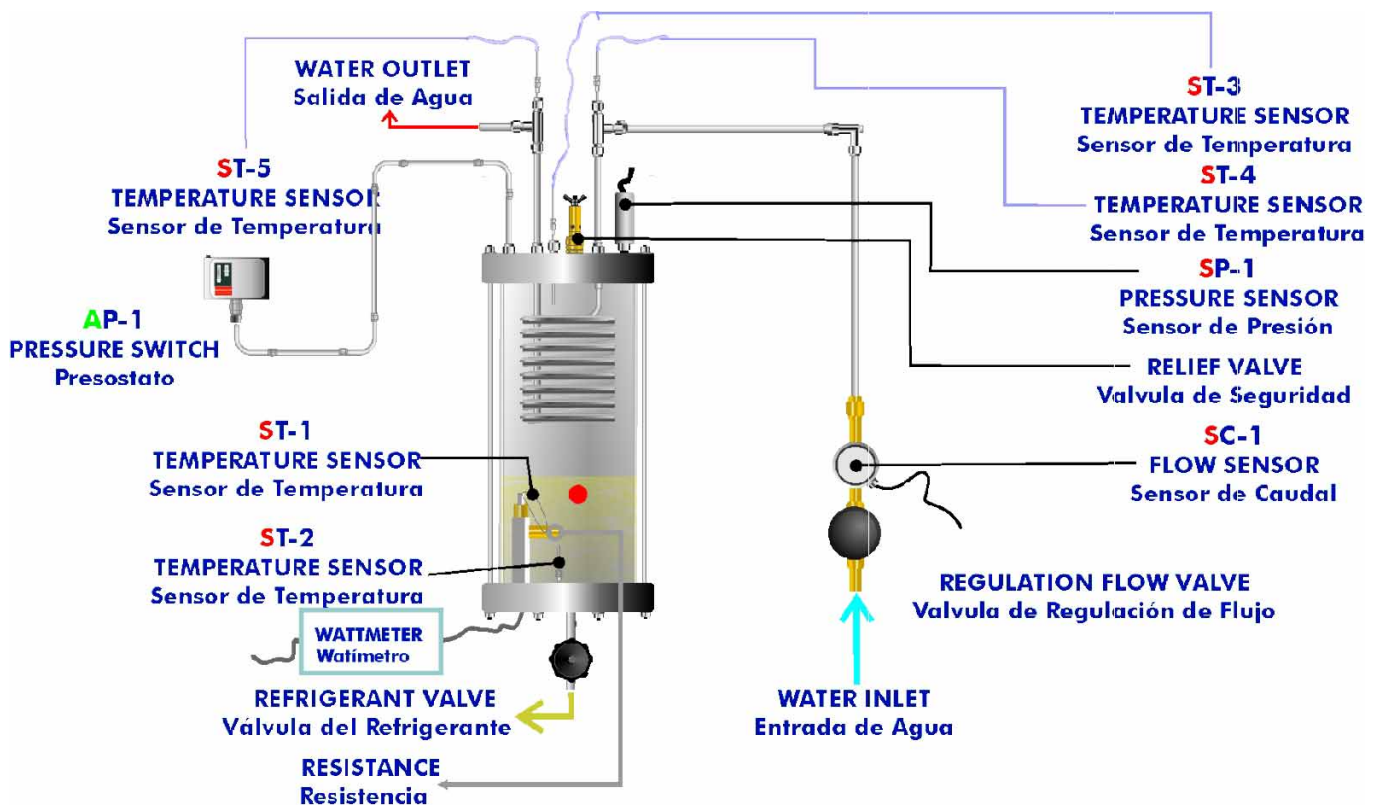 WATER OUTLET
Salida de Agua
ST-5
TEMPERATURE SENSOR
Sensor de Temperatura
AP-1
PRESSURE SWITCH
Presostato
ST-1
TEMPERATURE SENSOR
Sensor de Temperatura
ST-2
TEMPERATURE SENSOR
Sensor de Temperatura
WATTMETER
Watímetro
REFRIGERANT VALVE
Válvula del Refrigerante
RESISTANCE
Resistencia
ST-3
TEMPERATURE SENSOR
Sensor de Temperatura
ST-4
TEMPERATURE SENSOR
Sensor de Temperatura
SP-1
PRESSURE SENSOR
Sensor de Presión
RELIEF VALVE
Valvula de Seguridad
SC-1
FLOW SENSOR
Sensor de Caudal
REGULATION FLOW VALVE
Valvula de Regulación de Flujo
WATER INLET
Entrada de Agua